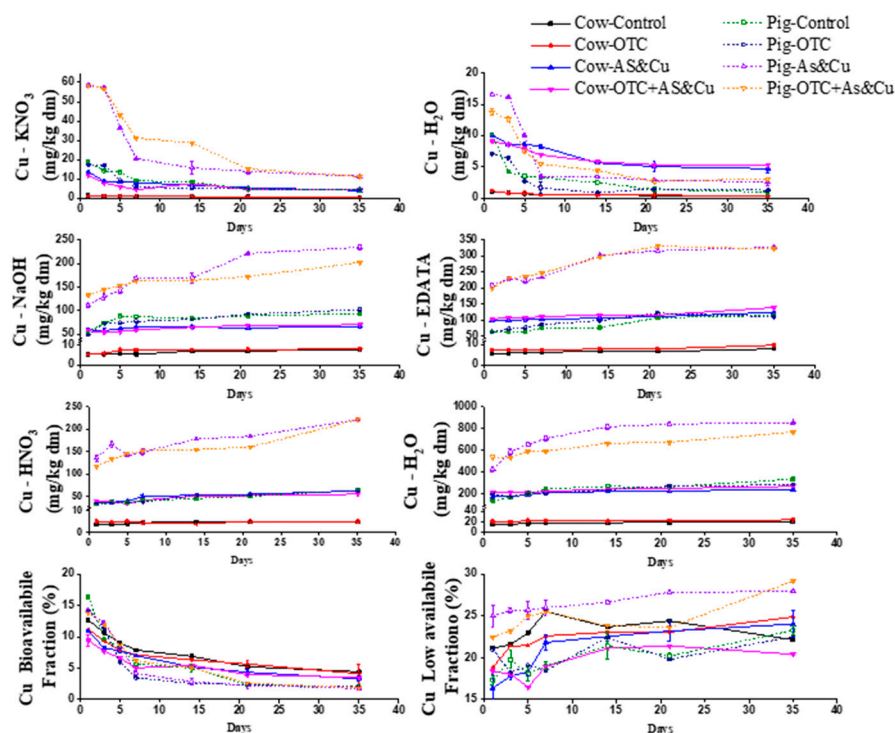 Cow-Control Pig-Control
Cow-OTC Pig-OTC
Cow-AS&Cu Pig-As&Cu
Cow-OTC+AS&Cu Pig-OTC+As&Cu
Cu - KNO3
(mg/kg dm)
60
50
40
30
20
10
0
0 5 10 15 20 25 30 35 40
Days
Cu - H2O
(mg/kg dm)
20
15
10
5
0
0 5 10 15 20 25 30 35 40
Days
Cu - NaOH
(mg/kg dm)
250
200
150
100
50
10
0
0 5 10 15 20 25 30 35 40
Days
Cu - EDATA
(mg/kg dm)
350
300
250
200
150
100
50
10
0
0 5 10 15 20 25 30 35 40
Days
Cu - HNO3
(mg/kg dm)
250
200
150
100
50
10
0
0 5 10 15 20 25 30 35 40
Days
Cu - H2O
(mg/kg dm)
1000
800
600
400
200
40
20
0
0 5 10 15 20 25 30 35 40
Days
Cu Bioavailabile
Fraction (%)
20
15
10
5
0
0 5 10 15 20 25 30 35 40
Days
Cu Low availabile
Fractiono (%)
30
25
20
15
0 5 10 15 20 25 30 35 40
Days